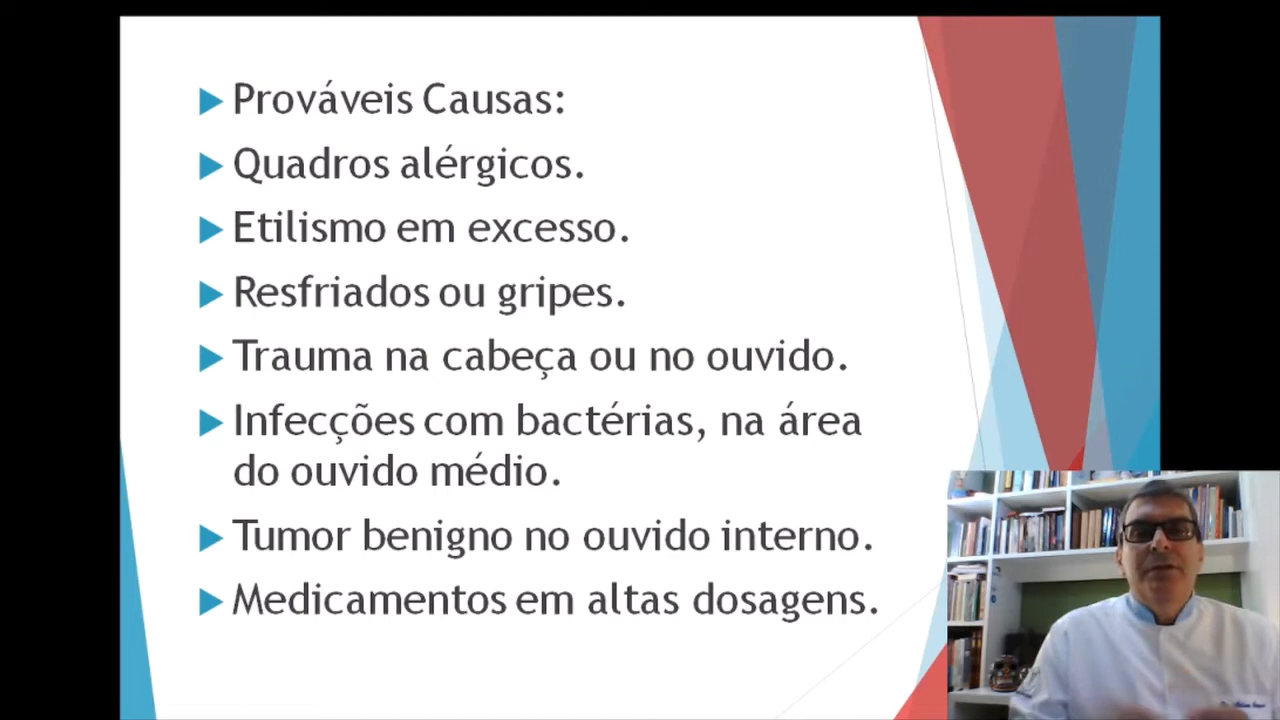 Prováveis Causas:
Quadros alérgicos.
Etilismo em excesso.
Resfriados ou gripes.
Trauma na cabeça ou no ouvido.
Infecções com bactérias, na área
do ouvido médio.
Tumor benigno no ouvido interno.
Medicamentos em altas dosagens.